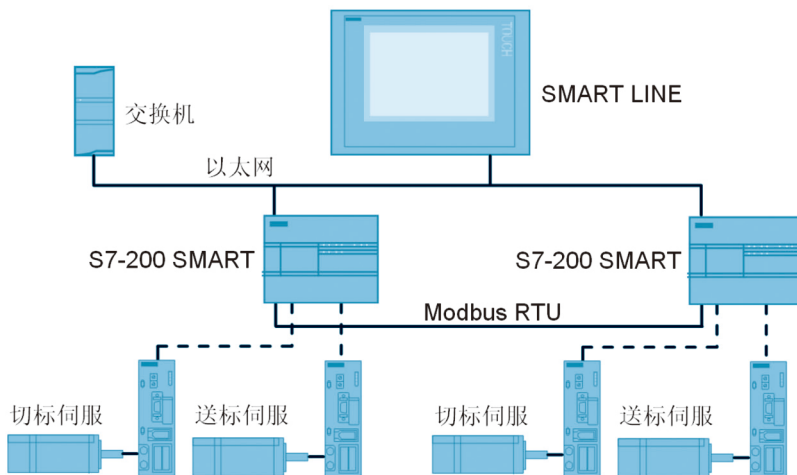 TOUCH
SMART LINE
交换机
以太网
S7-200 SMART
S7-200 SMART
Modbus RTU
切标伺服
送标伺服
切标伺服
送标伺服